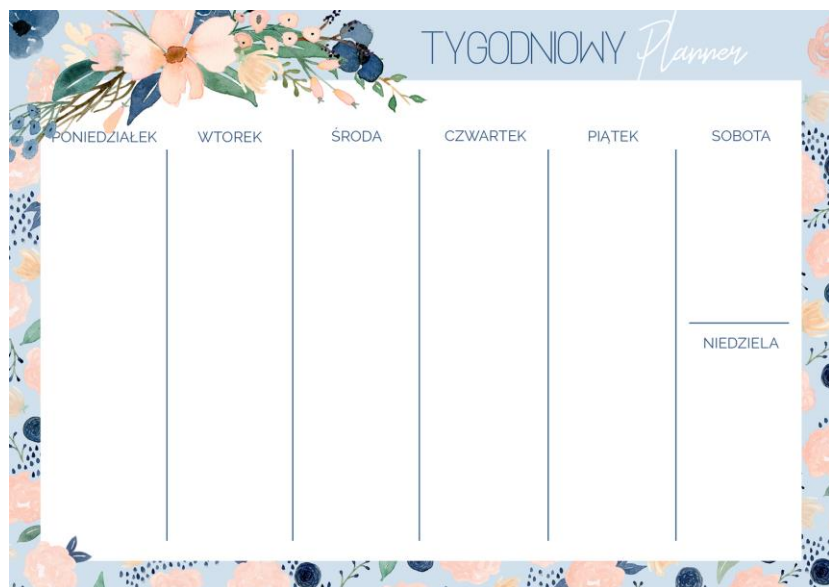 TYGODNIOWY Planner
PONIEDZIAŁEK WTOREK ŚRODA CZWARTEK PIĄTEK SOBOTA
NIEDZIELA